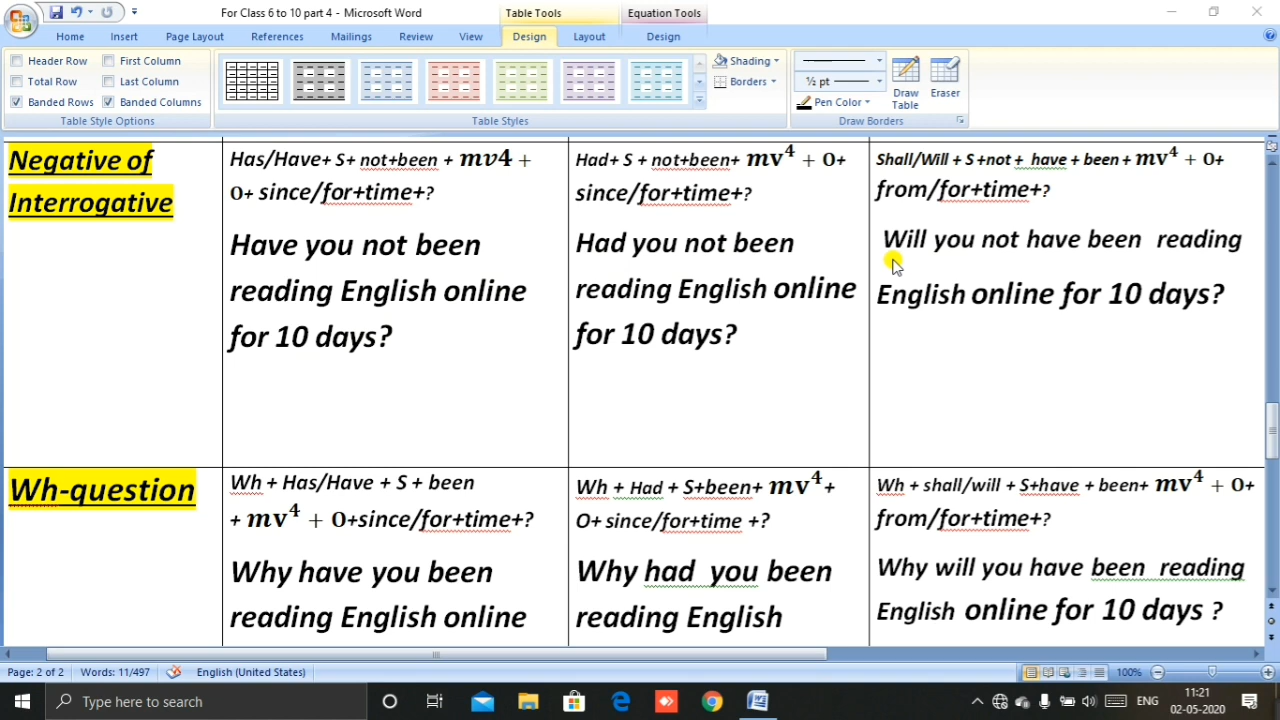 For Class 6 to 10 part 4 - Microsoft Word
Table Tools
Equation Tools
Home Insert Page Layout References Mailings Review View Design Layout Design
Header Row First Column
Total Row Last Column
Banded Rows Banded Columns
Table Style Options
Table Styles
Shading
Borders
½ pt
Pen Color
Draw Table
Eraser
Draw Borders
Negative of
Interrogative
Has/Have+ S+ not+been + mv4 +
O+ since/for+time+?
Have you not been
reading English online
for 10 days?
Had+ S + not+been+ mv⁴ + O+
since/for+time+?
Had you not been
reading English online
for 10 days?
Shall/Will + S +not + have + been + mv⁴ + O+
from/for+time+?
Will you not have been reading
English online for 10 days?
Wh-question
Wh + Has/Have + S + been
+ mv⁴ + O+since/for+time+?
Why have you been
reading English online
Wh + Had + S+been+ mv⁴+
O+ since/for+time +?
Why had you been
reading English
Wh + shall/will + S+have + been+ mv⁴ + O+
from/for+time+?
Why will you have been reading
English online for 10 days ?
Page: 2 of 2 Words: 11/497 English (United States) 100%
Type here to search
ENG
11:21
02-05-2020